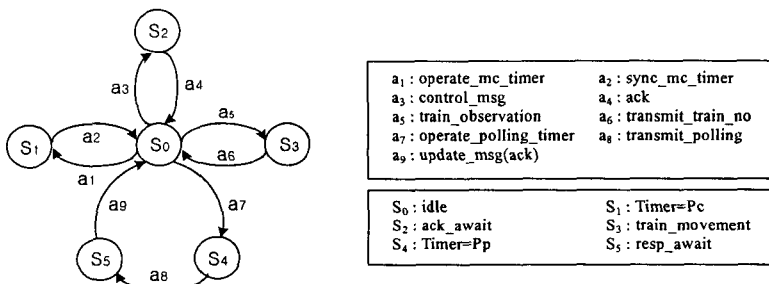 S₂
a₃
a₄
S₁
a₂
a₁
S₀
a₅
a₆
S₃
a₉
a₇
S₅
a₈
S₄
a₁ : operate_mc_timer a₂ : sync_mc_timer
a₃ : control_msg a₄ : ack
a₅ : train_observation a₆ : transmit_train_no
a₇ : operate_polling_timer a₈ : transmit_polling
a₉ : update_msg(ack)
S₀ : idle S₁ : Timer=Pc
S₂ : ack_await S₃ : train_movement
S₄ : Timer=Pp S₅ : resp_await